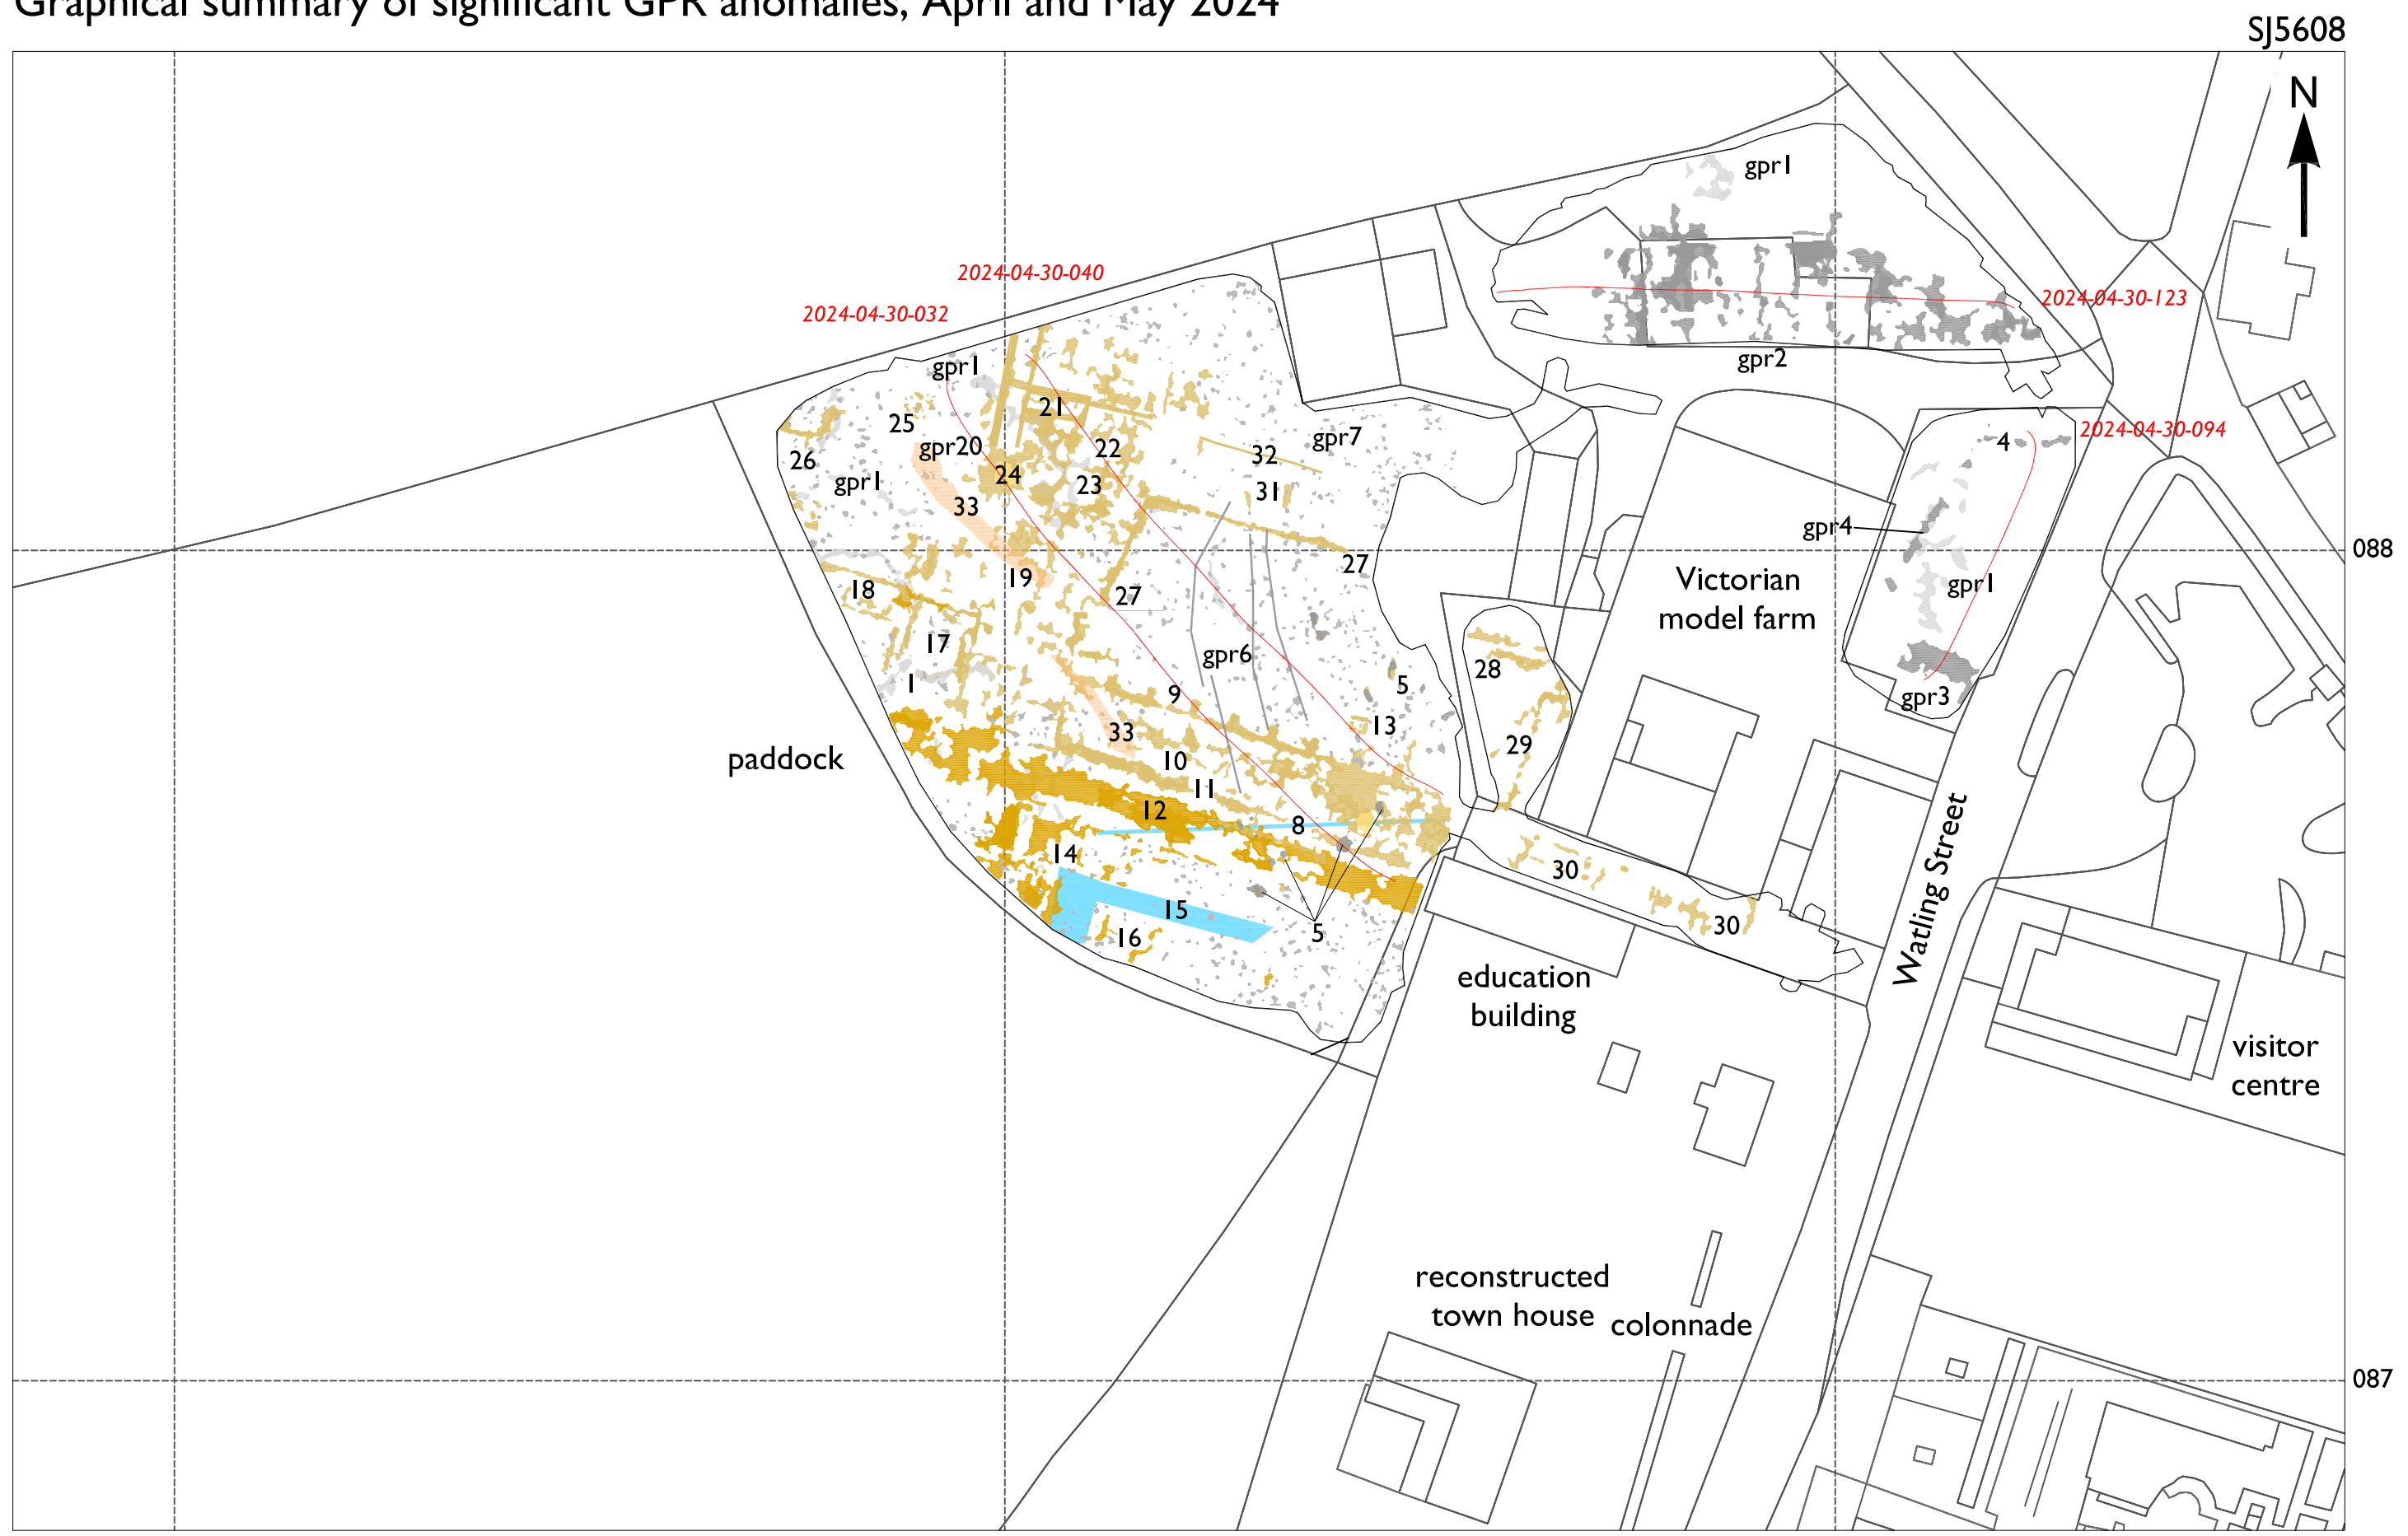 Graphical summary of significant GPR anomalies, April and May 2024
SJ5608
N
gpr1
2024-04-30-040
2024-04-30-123
2024-04-30-032
gpr2
gpr1
21
25
4
2024-04-30-094
gpr7
22
gpr20
32
26
24
gpr1
23
31
33
gpr4
088
27
19
Victorian
model farm
gpr1
18
27
17
gpr6
28
1
5
9
gpr3
13
33
29
paddock
10
11
12
8
14
30
Watling Street
15
30
16
5
education
building
visitor
centre
reconstructed
town house
colonnade
087